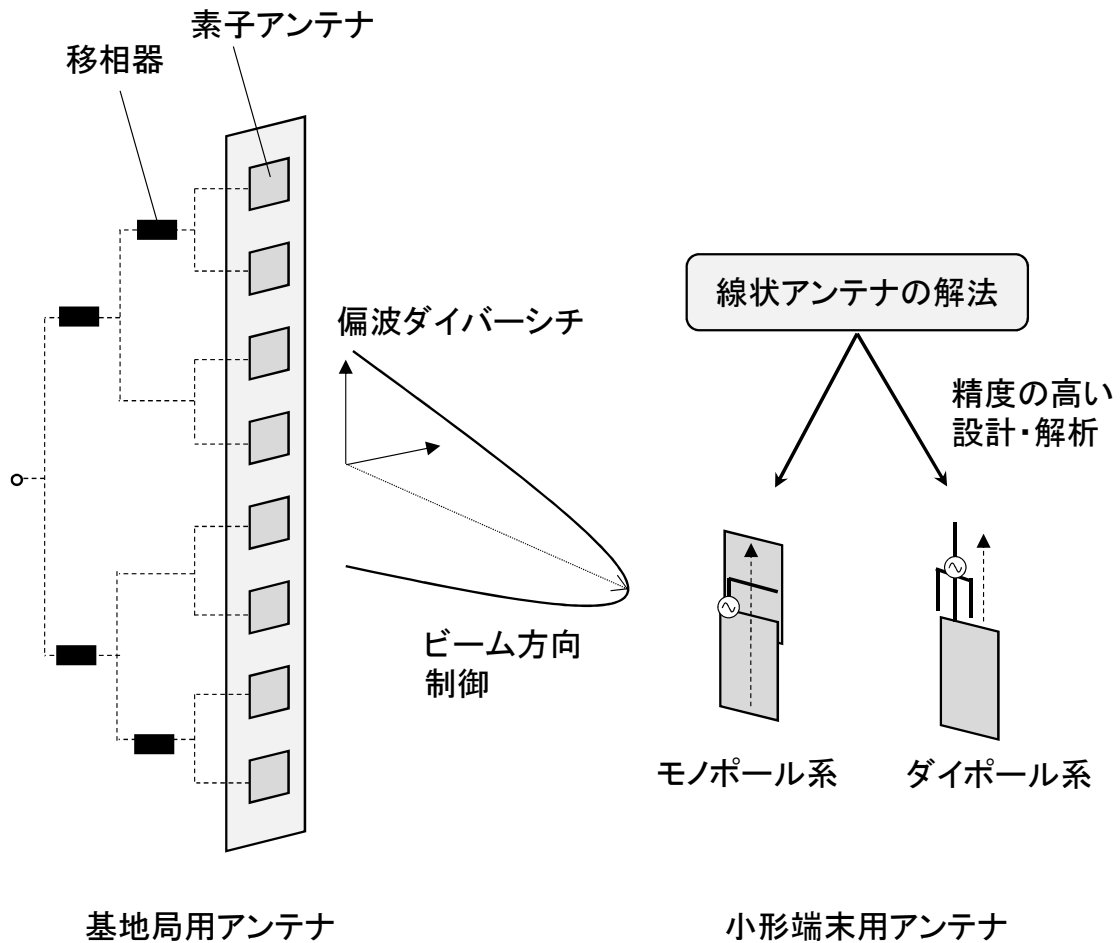 素子アンテナ
移相器
偏波ダイバーシチ
ビーム方向
制御
線状アンテナの解法
精度の高い
設計・解析
モノポール系
ダイポール系
基地局用アンテナ
小形端末用アンテナ